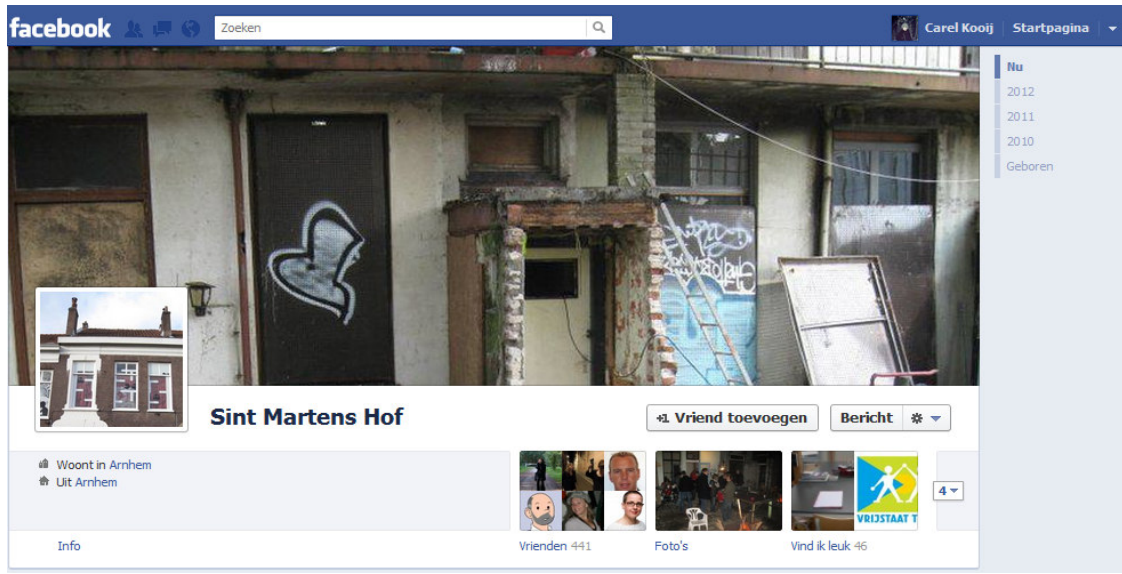 facebook
Zoeken
Carel Kooij
Startpagina
Nu
2012
2011
2010
Geboren
Sint Martens Hof
+1 Vriend toevoegen
Bericht
Woont in Arnhem
Uit Arnhem
VRIJSTAAT T
4
Info
Vrienden 441
Foto's
Vind ik leuk 46